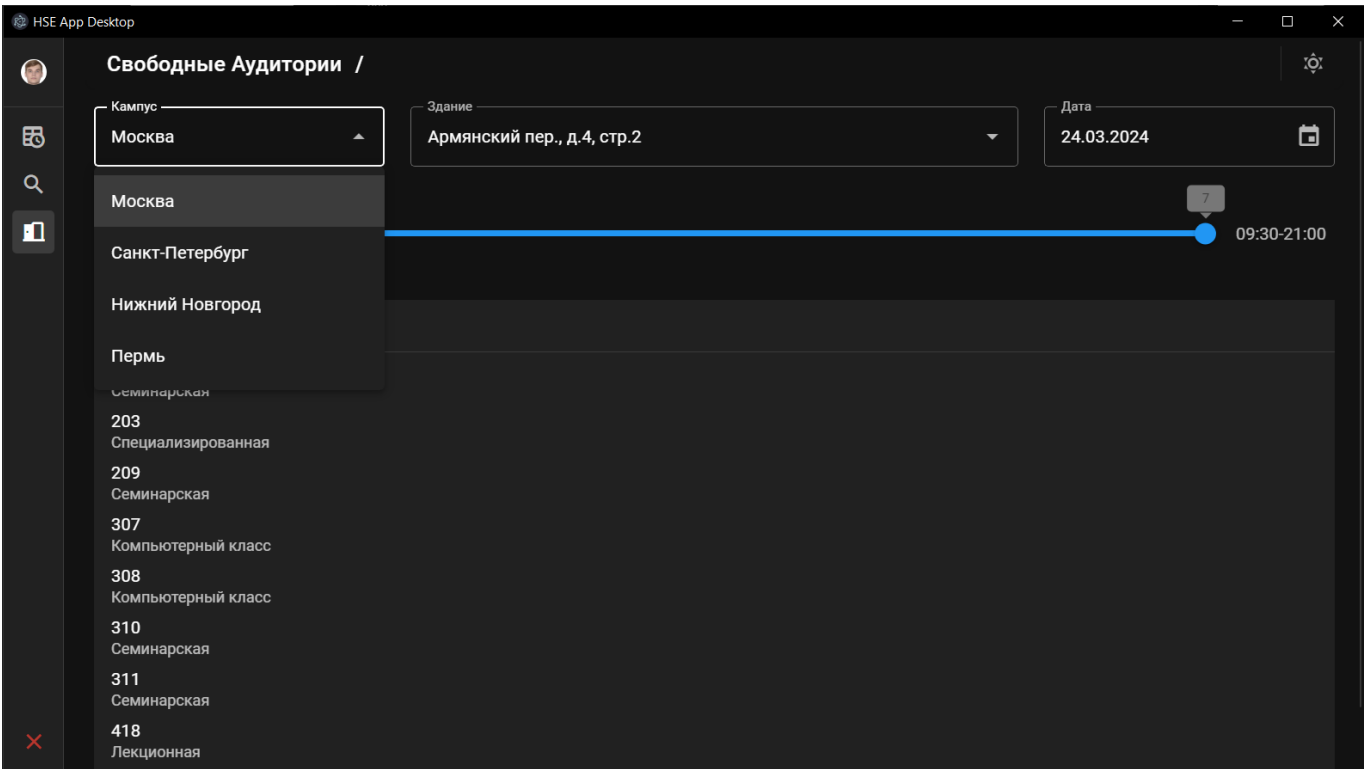 HSE App Desktop
Свободные Аудитории /
Кампус
Москва
Здание
Армянский пер., д.4, стр.2
Дата
24.03.2024
Москва
Санкт-Петербург
Нижний Новгород
Пермь
7
09:30-21:00
Семинарская
203
Специализированная
209
Семинарская
307
Компьютерный класс
308
Компьютерный класс
310
Семинарская
311
Семинарская
418
Лекционная